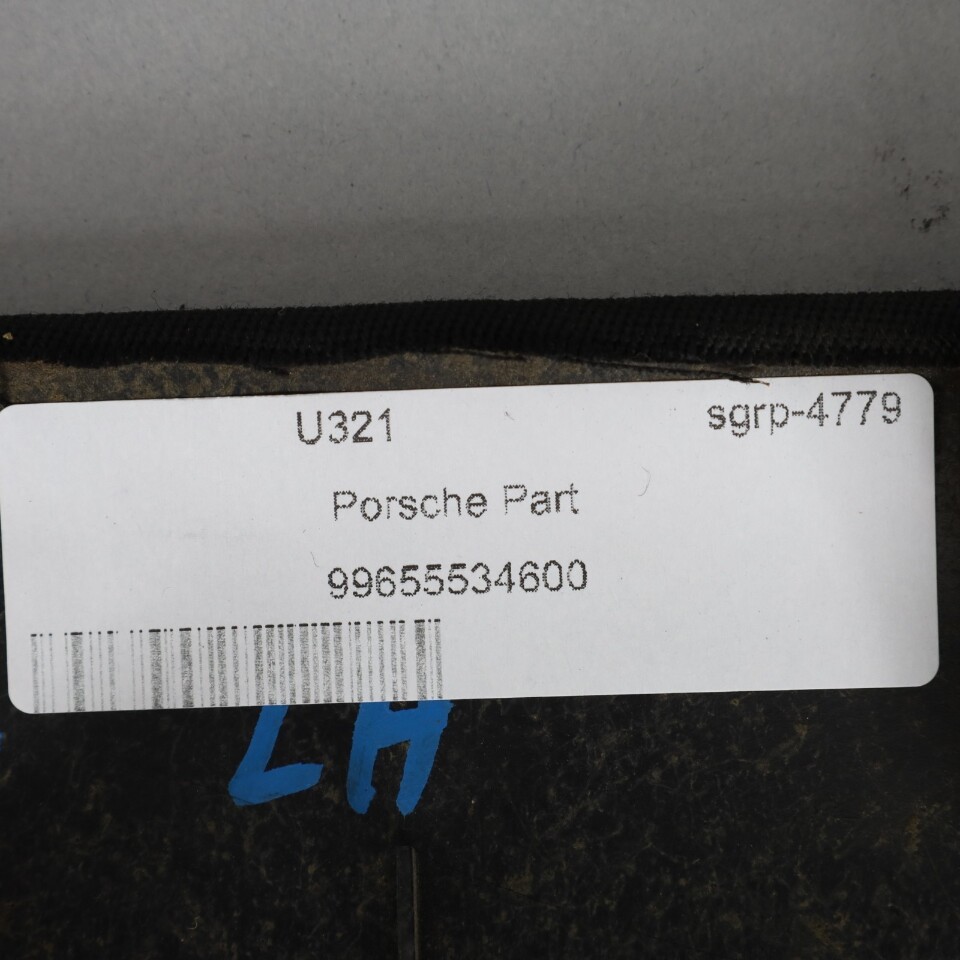 U321 sgrp-4779
Porsche Part
99655534600
LH